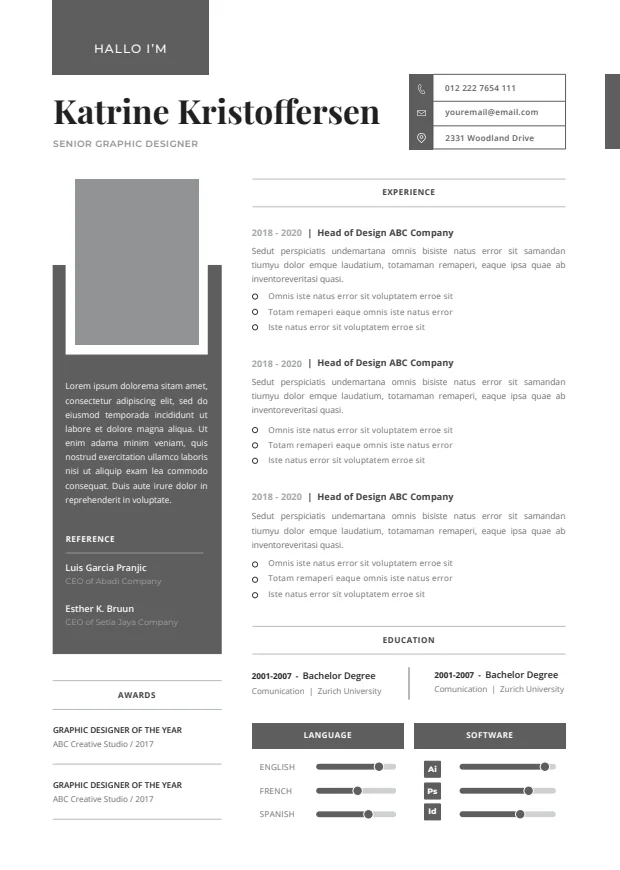 HALLO I'M
Katrine Kristoffersen
SENIOR GRAPHIC DESIGNER
012 222 7654 111
youremail@email.com
2331 Woodland Drive
Lorem ipsum dolorema sitam amet,
consectetur adipiscing elit, sed do
eiusmod temporada incididunt ut
labore et dolore magna aliqua. Ut
enim adama minim veniam, quis
nostrud exercitation ullamco laboris
nisi ut aliquip exam lea commodo
consequat. Duis aute irure dolor in
reprehenderit in voluptate.
REFERENCE
Luis Garcia Pranjic
CEO of Abadi Company
Esther K. Bruun
CEO of Setia Jaya Company
AWARDS
GRAPHIC DESIGNER OF THE YEAR
ABC Creative Studio / 2017
GRAPHIC DESIGNER OF THE YEAR
ABC Creative Studio / 2017
EXPERIENCE
2018 - 2020 | Head of Design ABC Company
Sedut perspiciatis undemartana omnis bisiste natus error sit samandan
tiumyu dolor emque laudatium, totamaman remaperi, eaque ipsa quae ab
inventoreveritasi quasi.
Omnis iste natus error sit voluptatem erroe sit
Totam remaperi eaque omnis iste natus error
Iste natus error sit voluptatem erroe sit
2018 - 2020 | Head of Design ABC Company
Sedut perspiciatis undemartana omnis bisiste natus error sit samandan
tiumyu dolor emque laudatium, totamaman remaperi, eaque ipsa quae ab
inventoreveritasi quasi.
Omnis iste natus error sit voluptatem erroe sit
Totam remaperi eaque omnis iste natus error
Iste natus error sit voluptatem erroe sit
2018 - 2020 | Head of Design ABC Company
Sedut perspiciatis undemartana omnis bisiste natus error sit samandan
tiumyu dolor emque laudatium, totamaman remaperi, eaque ipsa quae ab
inventoreveritasi quasi.
Omnis iste natus error sit voluptatem erroe sit
Totam remaperi eaque omnis iste natus error
Iste natus error sit voluptatem erroe sit
EDUCATION
2001-2007 - Bachelor Degree
Comunication | Zurich University
2001-2007 - Bachelor Degree
Comunication | Zurich University
LANGUAGE
ENGLISH
FRENCH
SPANISH
SOFTWARE
Ai
Ps
Id